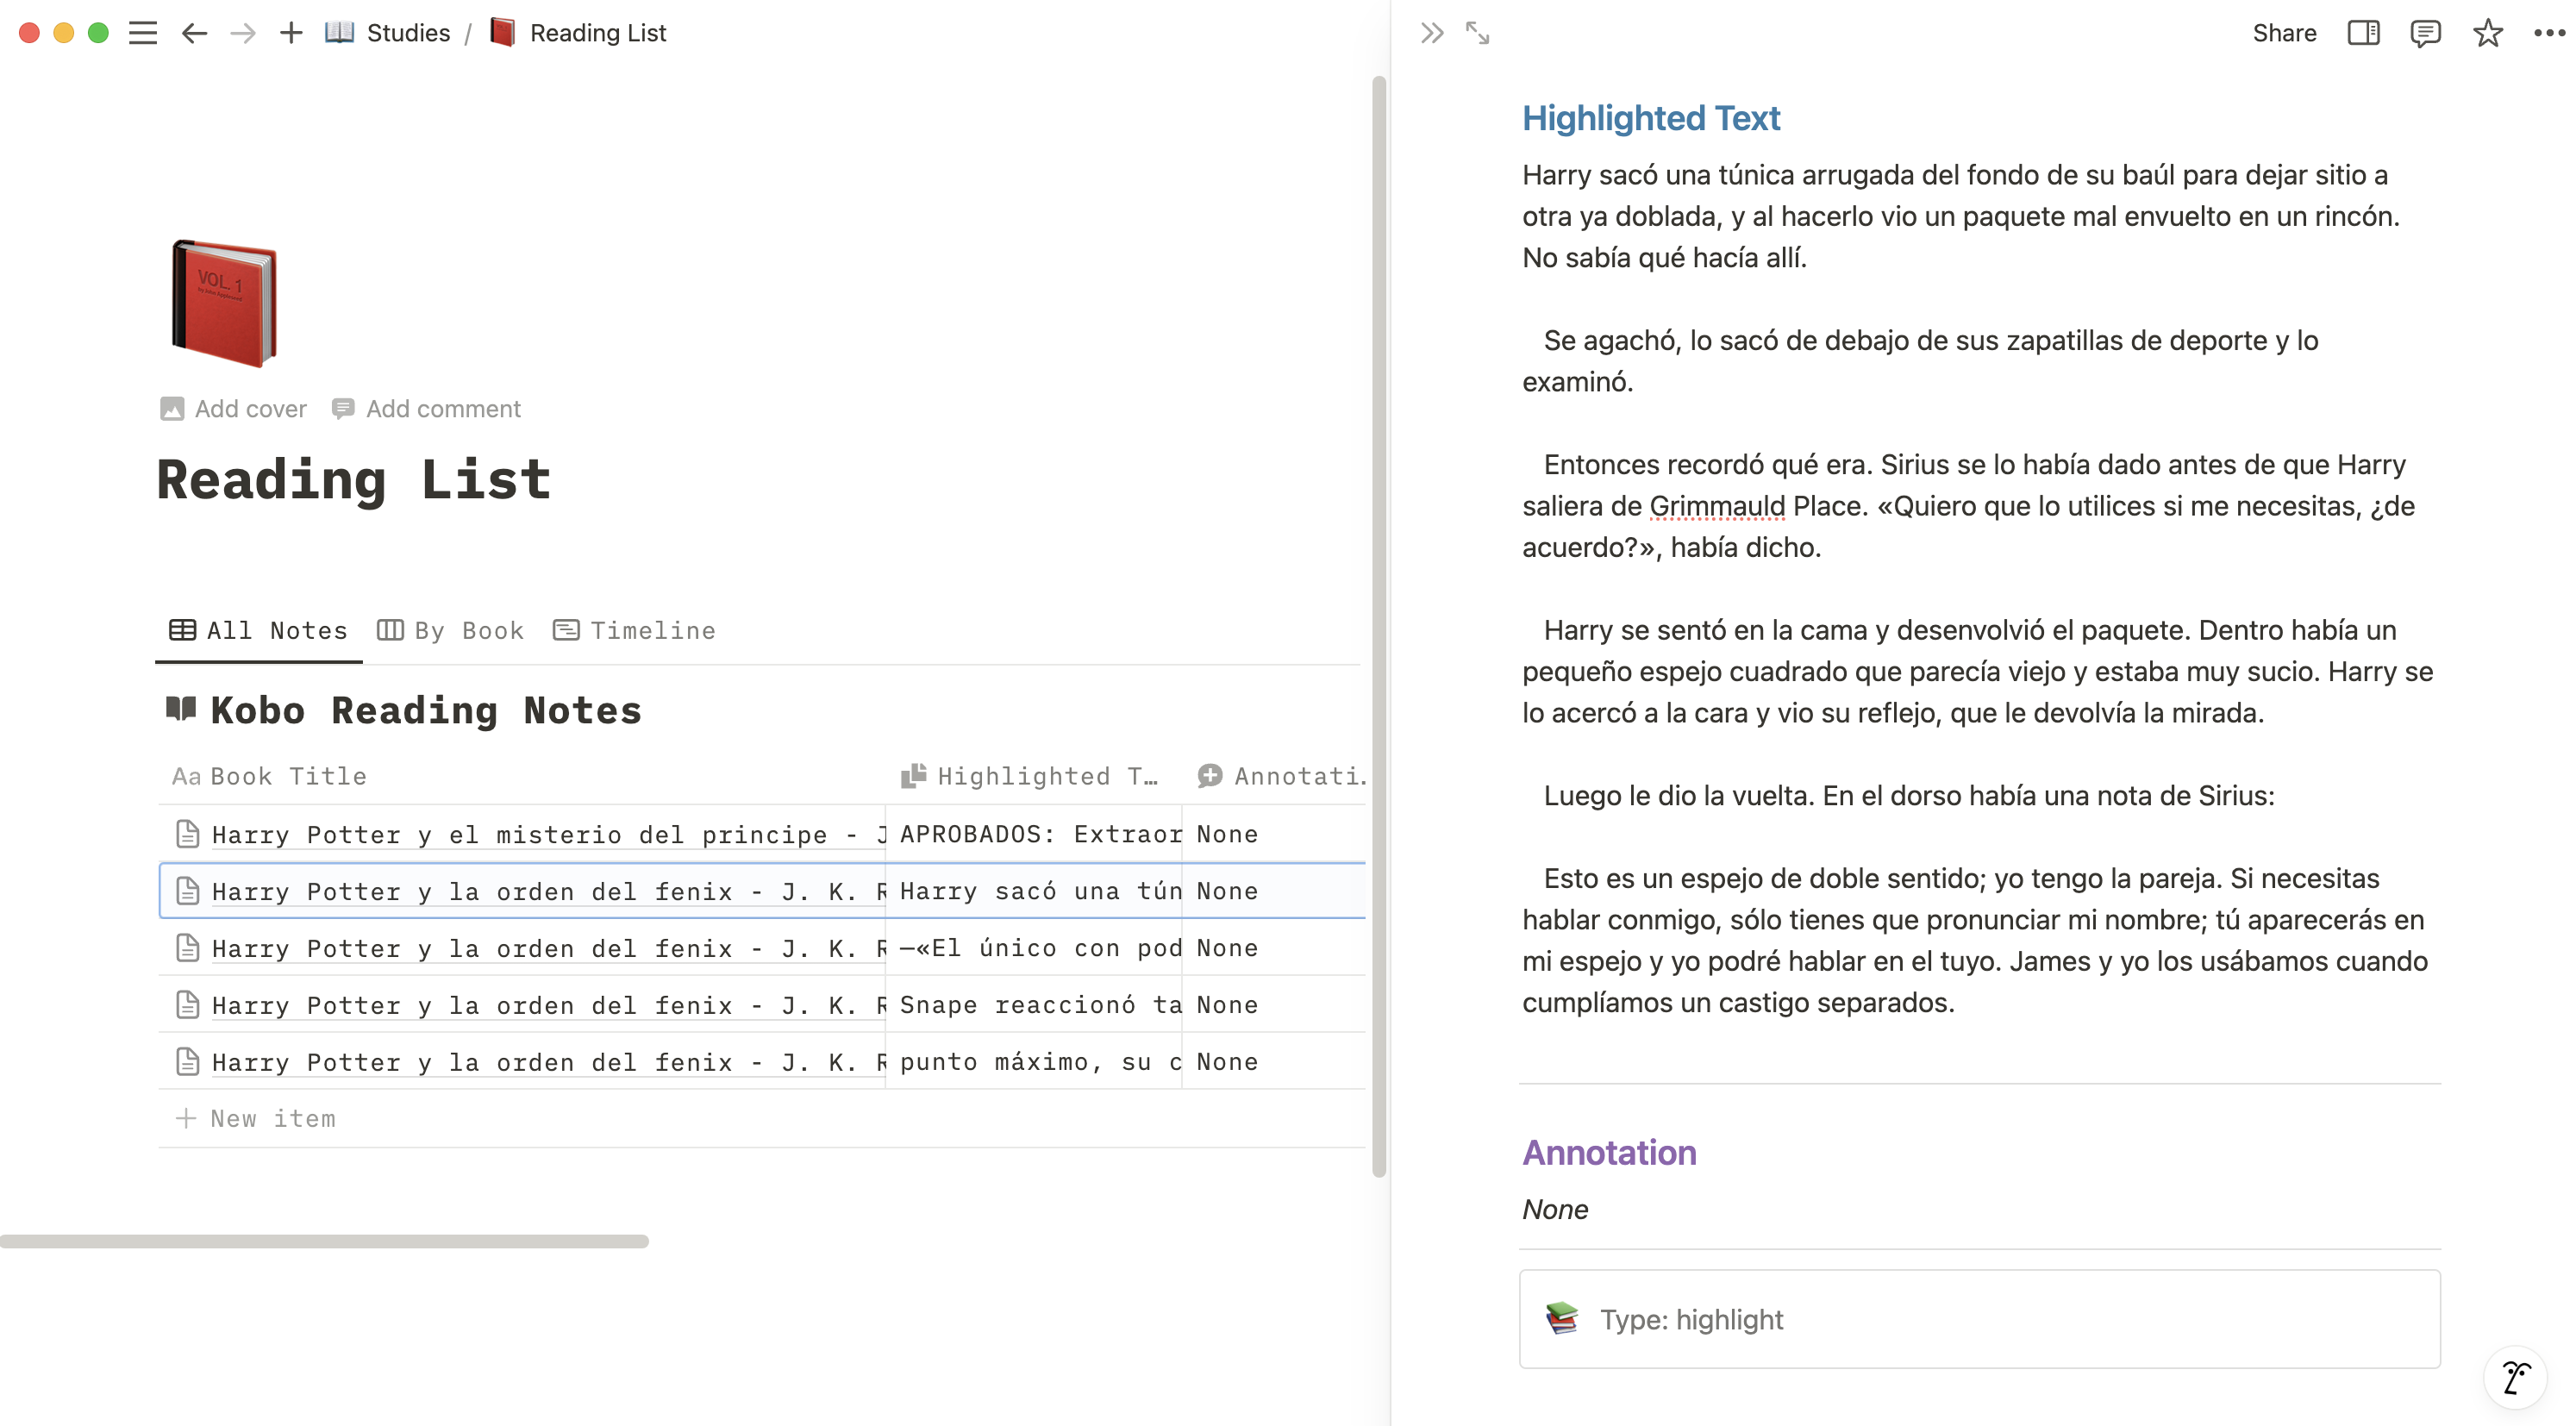 Studies / Reading List
Share
VOL. 1
Add cover Add comment
Reading List
All Notes By Book Timeline
Kobo Reading Notes
Aa Book Title Highlighted T… Annotati.
Harry Potter y el misterio del principe - J APROBADOS: Extraor None
Harry Potter y la orden del fenix - J. K. R Harry sacó una tún None
Harry Potter y la orden del fenix - J. K. R —«El único con pod None
Harry Potter y la orden del fenix - J. K. R Snape reaccionó ta None
Harry Potter y la orden del fenix - J. K. R punto máximo, su c None
New item
Highlighted Text
Harry sacó una túnica arrugada del fondo de su baúl para dejar sitio a
otra ya doblada, y al hacerlo vio un paquete mal envuelto en un rincón.
No sabía qué hacía allí.
Se agachó, lo sacó de debajo de sus zapatillas de deporte y lo
examinó.
Entonces recordó qué era. Sirius se lo había dado antes de que Harry
saliera de Grimmauld Place. «Quiero que lo utilices si me necesitas, ¿de
acuerdo?», había dicho.
Harry se sentó en la cama y desenvolvió el paquete. Dentro había un
pequeño espejo cuadrado que parecía viejo y estaba muy sucio. Harry se
lo acercó a la cara y vio su reflejo, que le devolvía la mirada.
Luego le dio la vuelta. En el dorso había una nota de Sirius:
Esto es un espejo de doble sentido; yo tengo la pareja. Si necesitas
hablar conmigo, sólo tienes que pronunciar mi nombre; tú aparecerás en
mi espejo y yo podré hablar en el tuyo. James y yo los usábamos cuando
cumplíamos un castigo separados.
Annotation
None
Type: highlight